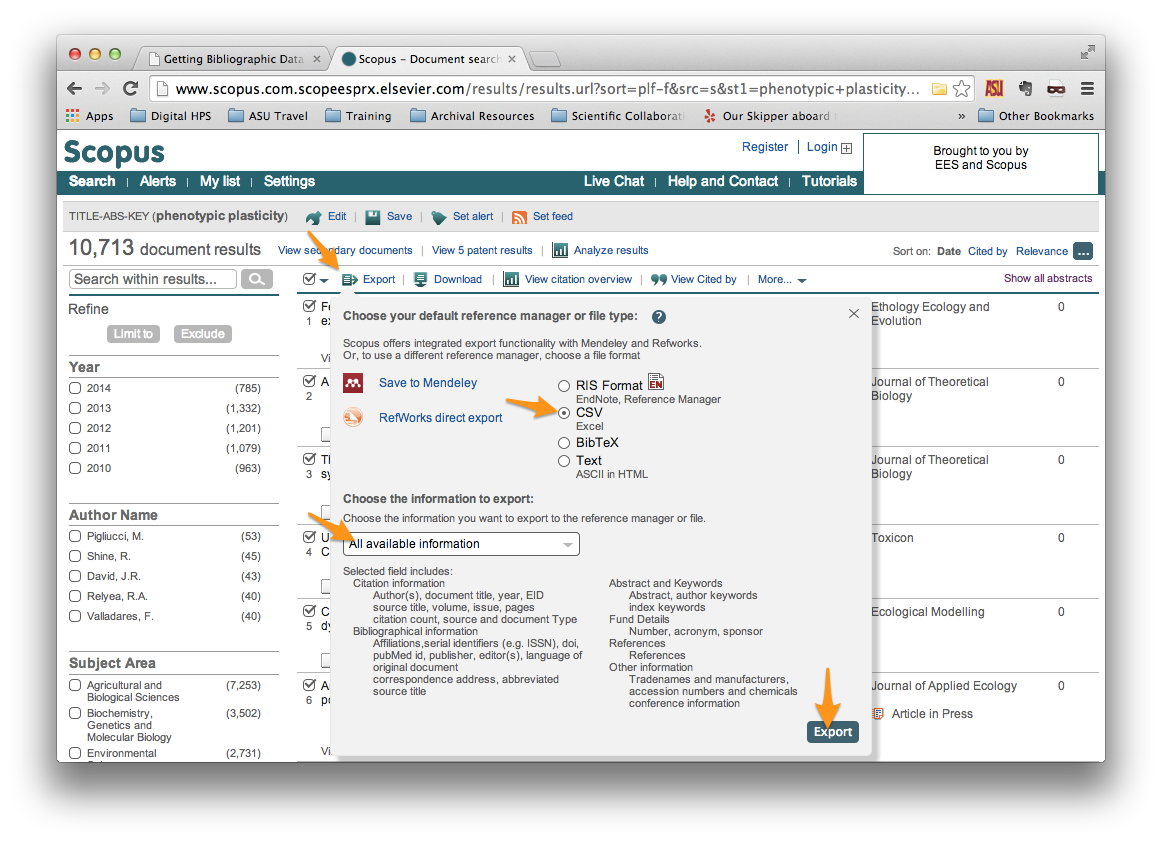 Getting Bibliographic Data
Scopus – Document search
www.scopus.com.scopeesprx.elsevier.com/results/results.url?sort=plf-f&src=s&st1=phenotypic+plasticity...
ASU
Apps
Digital HPS
ASU Travel
Training
Archival Resources
Scientific Collaborati
Our Skipper aboard
»
Other Bookmarks
Scopus
Register | Login
Brought to you by
EES and Scopus
Search | Alerts | My list | Settings
Live Chat | Help and Contact | Tutorials
TITLE-ABS-KEY (phenotypic plasticity)
Edit | Save | Set alert | Set feed
10,713 document results
View secondary documents | View 5 patent results | Analyze results
Sort on: Date Cited by Relevance ...
Search within results...
Export | Download | View citation overview | View Cited by | More...
Show all abstracts
Refine
Limit to
Exclude
Year
2014 (785)
2013 (1,332)
2012 (1,201)
2011 (1,079)
2010 (963)
Author Name
Pigliucci, M. (53)
Shine, R. (45)
David, J.R. (43)
Relyea, R.A. (40)
Valladares, F. (40)
Subject Area
Agricultural and (7,253)
Biological Sciences
Biochemistry, (3,502)
Genetics and
Molecular Biology
Environmental (2,731)
Fe
1 ex
Vi
A
2
Th
3 sy
U
4 C
C
5 dy
A
6 po
Vi
Choose your default reference manager or file type: ?
Scopus offers integrated export functionality with Mendeley and Refworks.
Or, to use a different reference manager, choose a file format
Save to Mendeley
RefWorks direct export
RIS Format EN
EndNote, Reference Manager
CSV
Excel
BibTeX
Text
ASCII in HTML
Choose the information to export:
Choose the information you want to export to the reference manager or file.
All available information
Selected field includes:
Citation information
Author(s), document title, year, EID
source title, volume, issue, pages
citation count, source and document Type
Bibliographical information
Affiliations,serial identifiers (e.g. ISSN), doi,
pubMed id, publisher, editor(s), language of
original document
correspondence address, abbreviated
source title
Abstract and Keywords
Abstract, author keywords
index keywords
Fund Details
Number, acronym, sponsor
References
References
Other information
Tradenames and manufacturers,
accession numbers and chemicals
conference information
Export
Ethology Ecology and 0
Evolution
Journal of Theoretical 0
Biology
Journal of Theoretical 0
Biology
Toxicon 0
Ecological Modelling 0
Journal of Applied Ecology 0
Article in Press